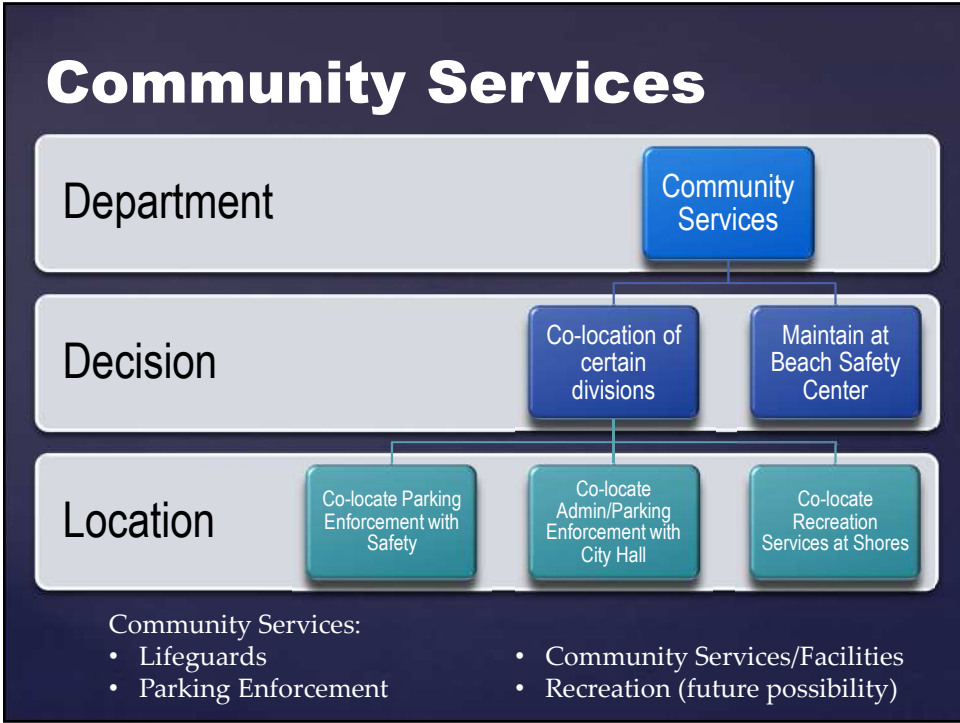 Community Services
Department
Community
Services
Decision
Co-location of
certain
divisions
Maintain at
Beach Safety
Center
Location
Co-locate Parking
Enforcement with
Safety
Co-locate
Admin/Parking
Enforcement with
City Hall
Co-locate
Recreation
Services at Shores
Community Services:
• Lifeguards
• Parking Enforcement
• Community Services/Facilities
• Recreation (future possibility)